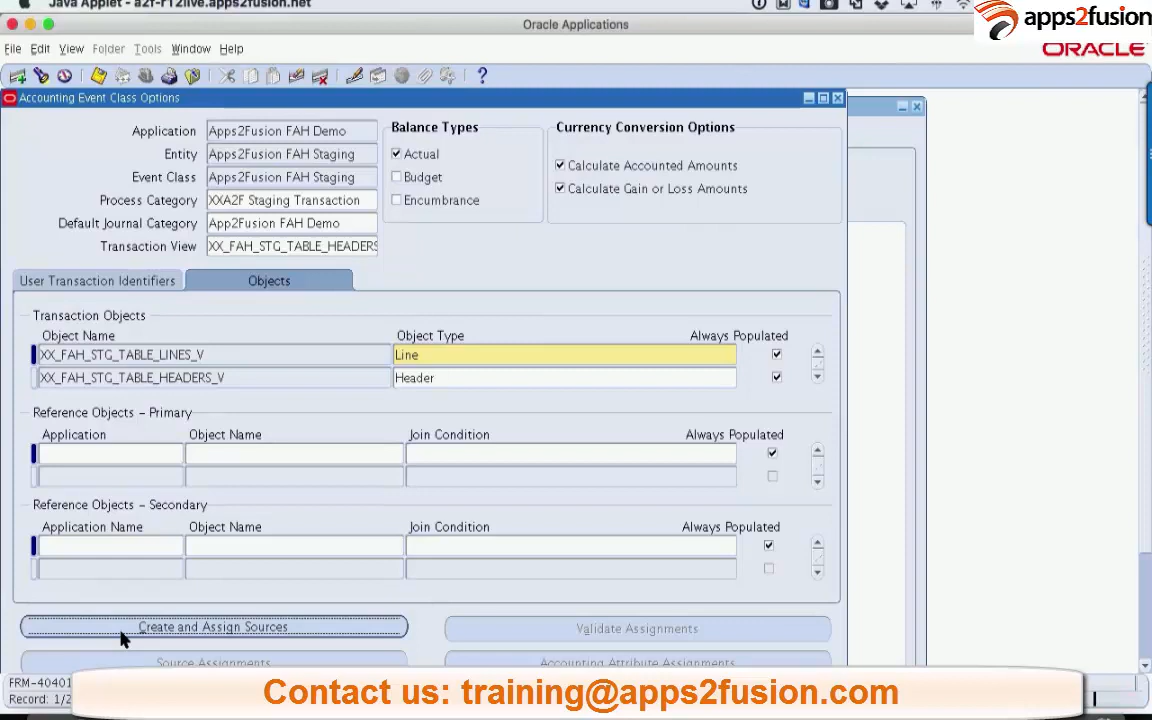 Java Applet - a2f-r12live.apps2fusion.net
Oracle Applications
apps2fusion
ORACLE
File Edit View Folder Tools Window Help
Accounting Event Class Options
Application Apps2Fusion FAH Demo
Entity Apps2Fusion FAH Staging
Event Class Apps2Fusion FAH Staging
Process Category XXA2F Staging Transaction
Default Journal Category App2Fusion FAH Demo
Transaction View XX_FAH_STG_TABLE_HEADERS
Balance Types
Actual
Budget
Encumbrance
Currency Conversion Options
Calculate Accounted Amounts
Calculate Gain or Loss Amounts
User Transaction Identifiers Objects
Transaction Objects
Object Name Object Type Always Populated
XX_FAH_STG_TABLE_LINES_V Line
XX_FAH_STG_TABLE_HEADERS_V Header
Reference Objects - Primary
Application Object Name Join Condition Always Populated
Reference Objects - Secondary
Application Name Object Name Join Condition Always Populated
Create and Assign Sources Validate Assignments
Source Assignments Accounting Attribute Assignments
FRM-40401
Record: 1/2
Contact us: training@apps2fusion.com